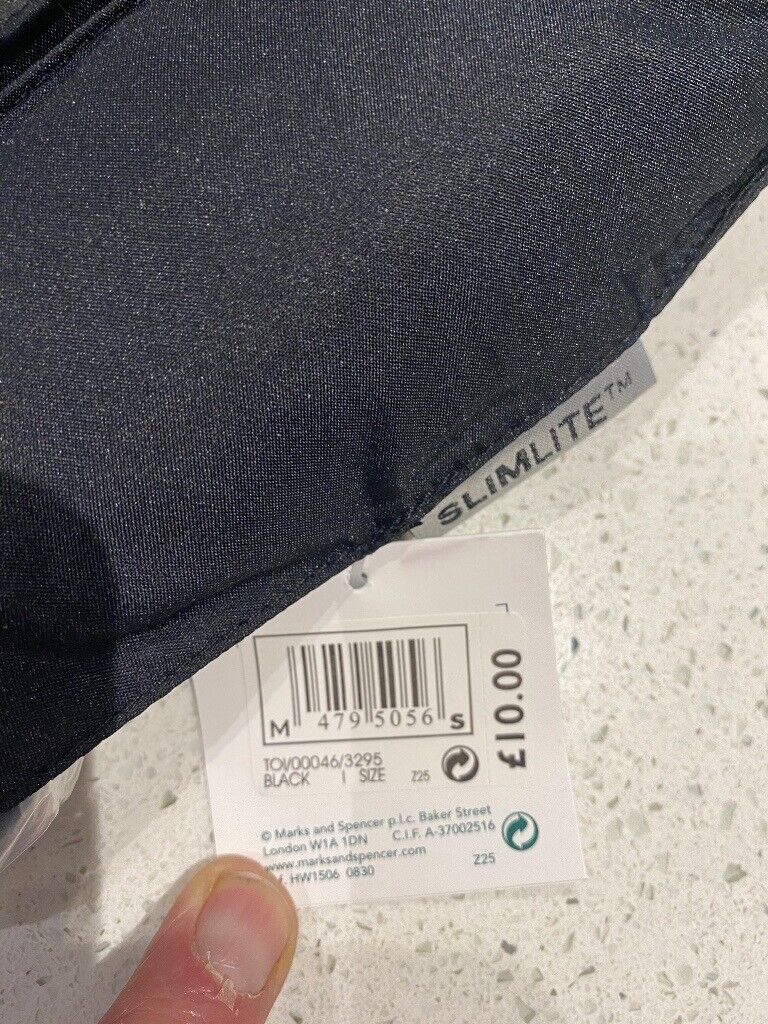 SLIMLITE™
M 479 5056 S
£10.00
TOI/00046/3295
BLACK 1 SIZE Z25
© Marks and Spencer p.l.c. Baker Street
London W1A 1DN C.I.F. A-37002516
www.marksandspencer.com
f. HW1506 0830 Z25